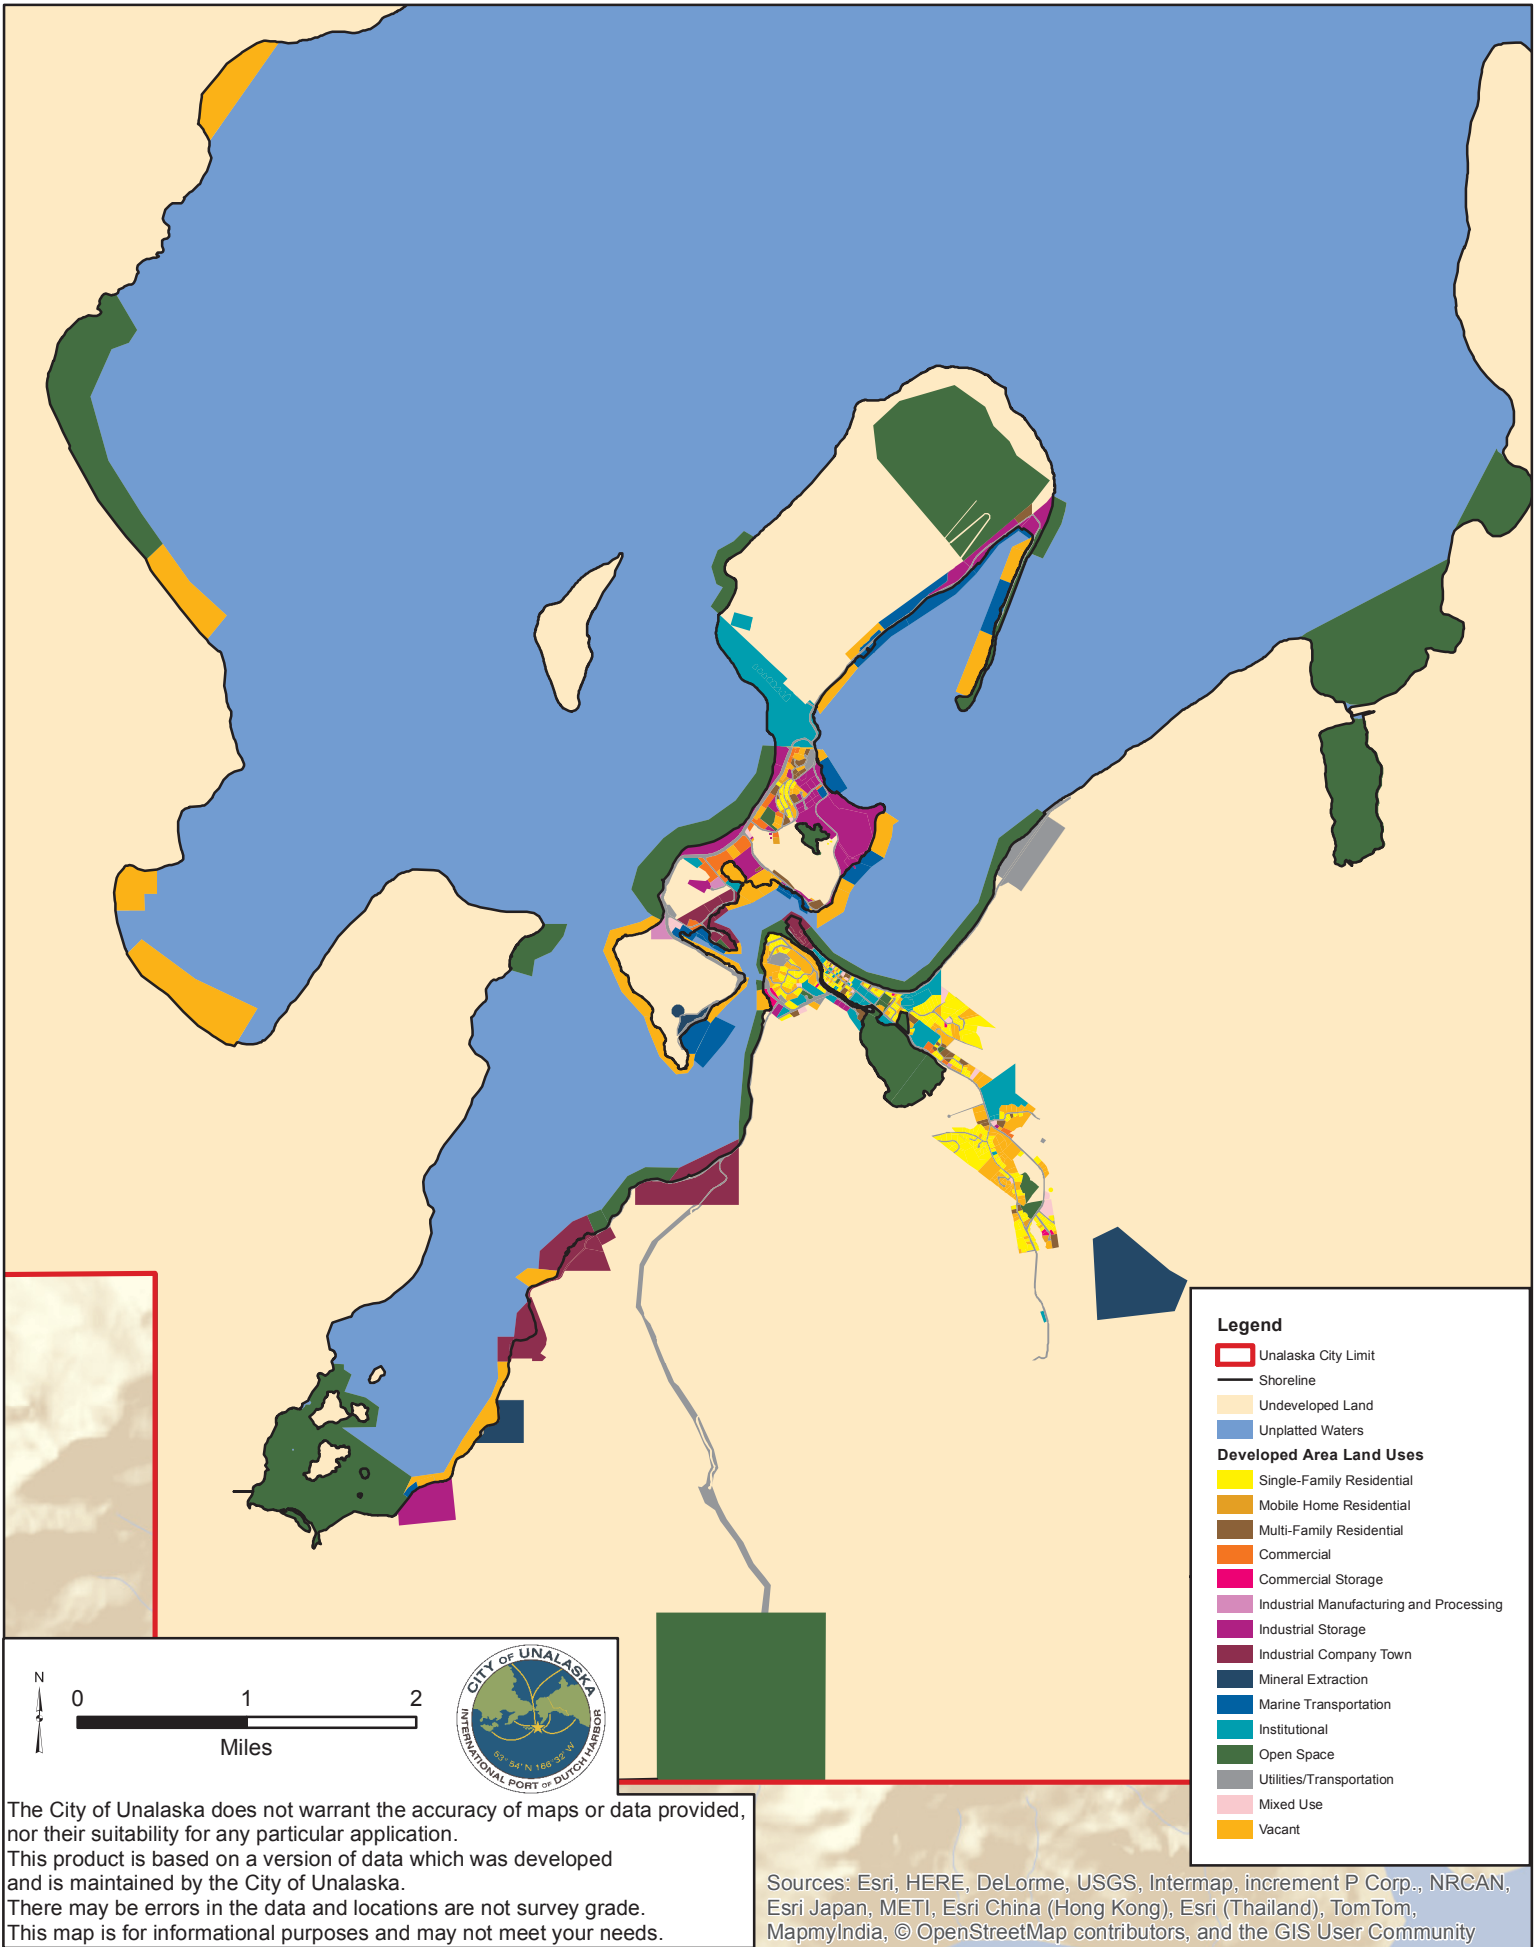 Legend
Unalaska City Limit
Shoreline
Undeveloped Land
Unplatted Waters
Developed Area Land Uses
Single-Family Residential
Mobile Home Residential
Multi-Family Residential
Commercial
Commercial Storage
Industrial Manufacturing and Processing
Industrial Storage
Industrial Company Town
Mineral Extraction
Marine Transportation
Institutional
Open Space
Utilities/Transportation
Mixed Use
Vacant
N
0 1 2
Miles
CITY OF UNALASKA
53° 54' N 166° 32' W
INTERNATIONAL PORT OF DUTCH HARBOR
The City of Unalaska does not warrant the accuracy of maps or data provided,
nor their suitability for any particular application.
This product is based on a version of data which was developed
and is maintained by the City of Unalaska.
There may be errors in the data and locations are not survey grade.
This map is for informational purposes and may not meet your needs.
Sources: Esri, HERE, DeLorme, USGS, Intermap, increment P Corp., NRCAN,
Esri Japan, METI, Esri China (Hong Kong), Esri (Thailand), TomTom,
MapmyIndia, © OpenStreetMap contributors, and the GIS User Community